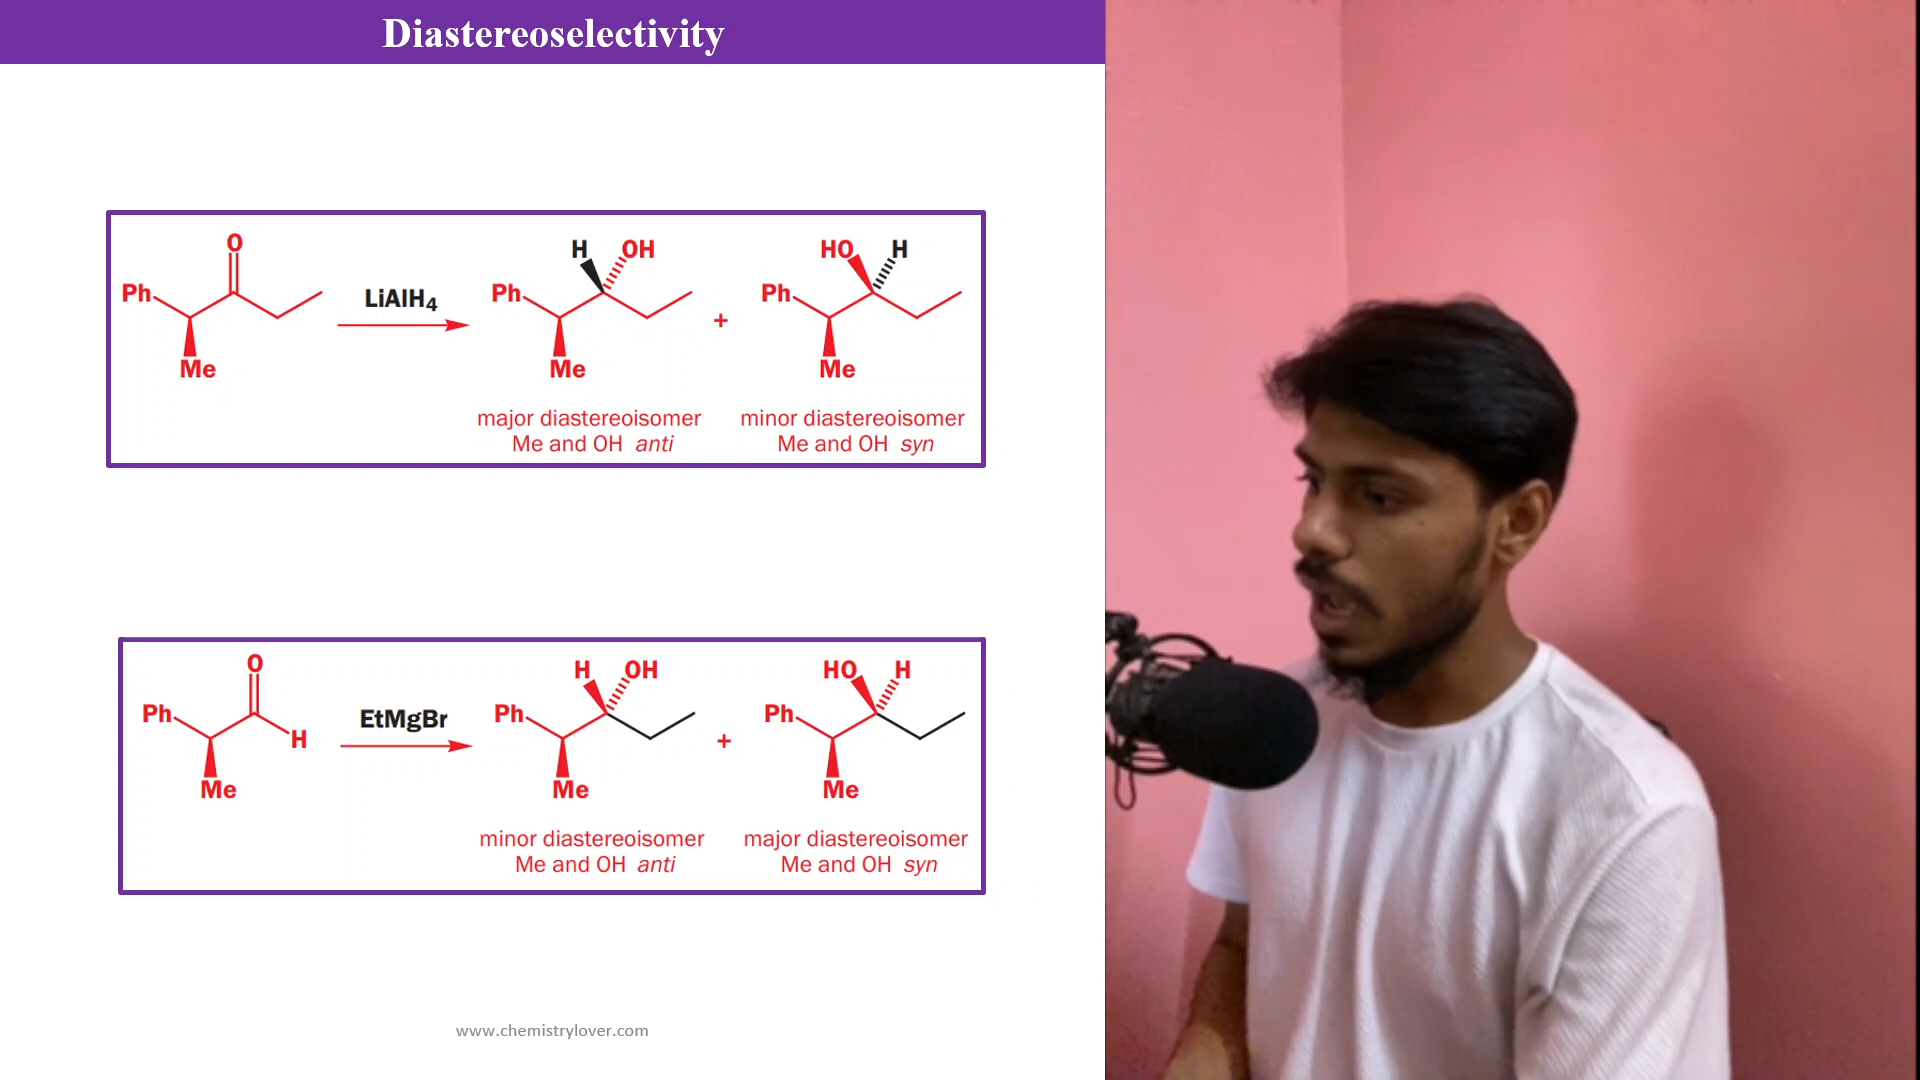 Diastereoselectivity
O
Ph
Me
LiAlH4
H OH
Ph
Me
+
HO H
Ph
Me
major diastereoisomer
Me and OH anti
minor diastereoisomer
Me and OH syn
O
Ph
H
Me
EtMgBr
H OH
Ph
Me
+
HO H
Ph
Me
minor diastereoisomer
Me and OH anti
major diastereoisomer
Me and OH syn
www.chemistrylover.com